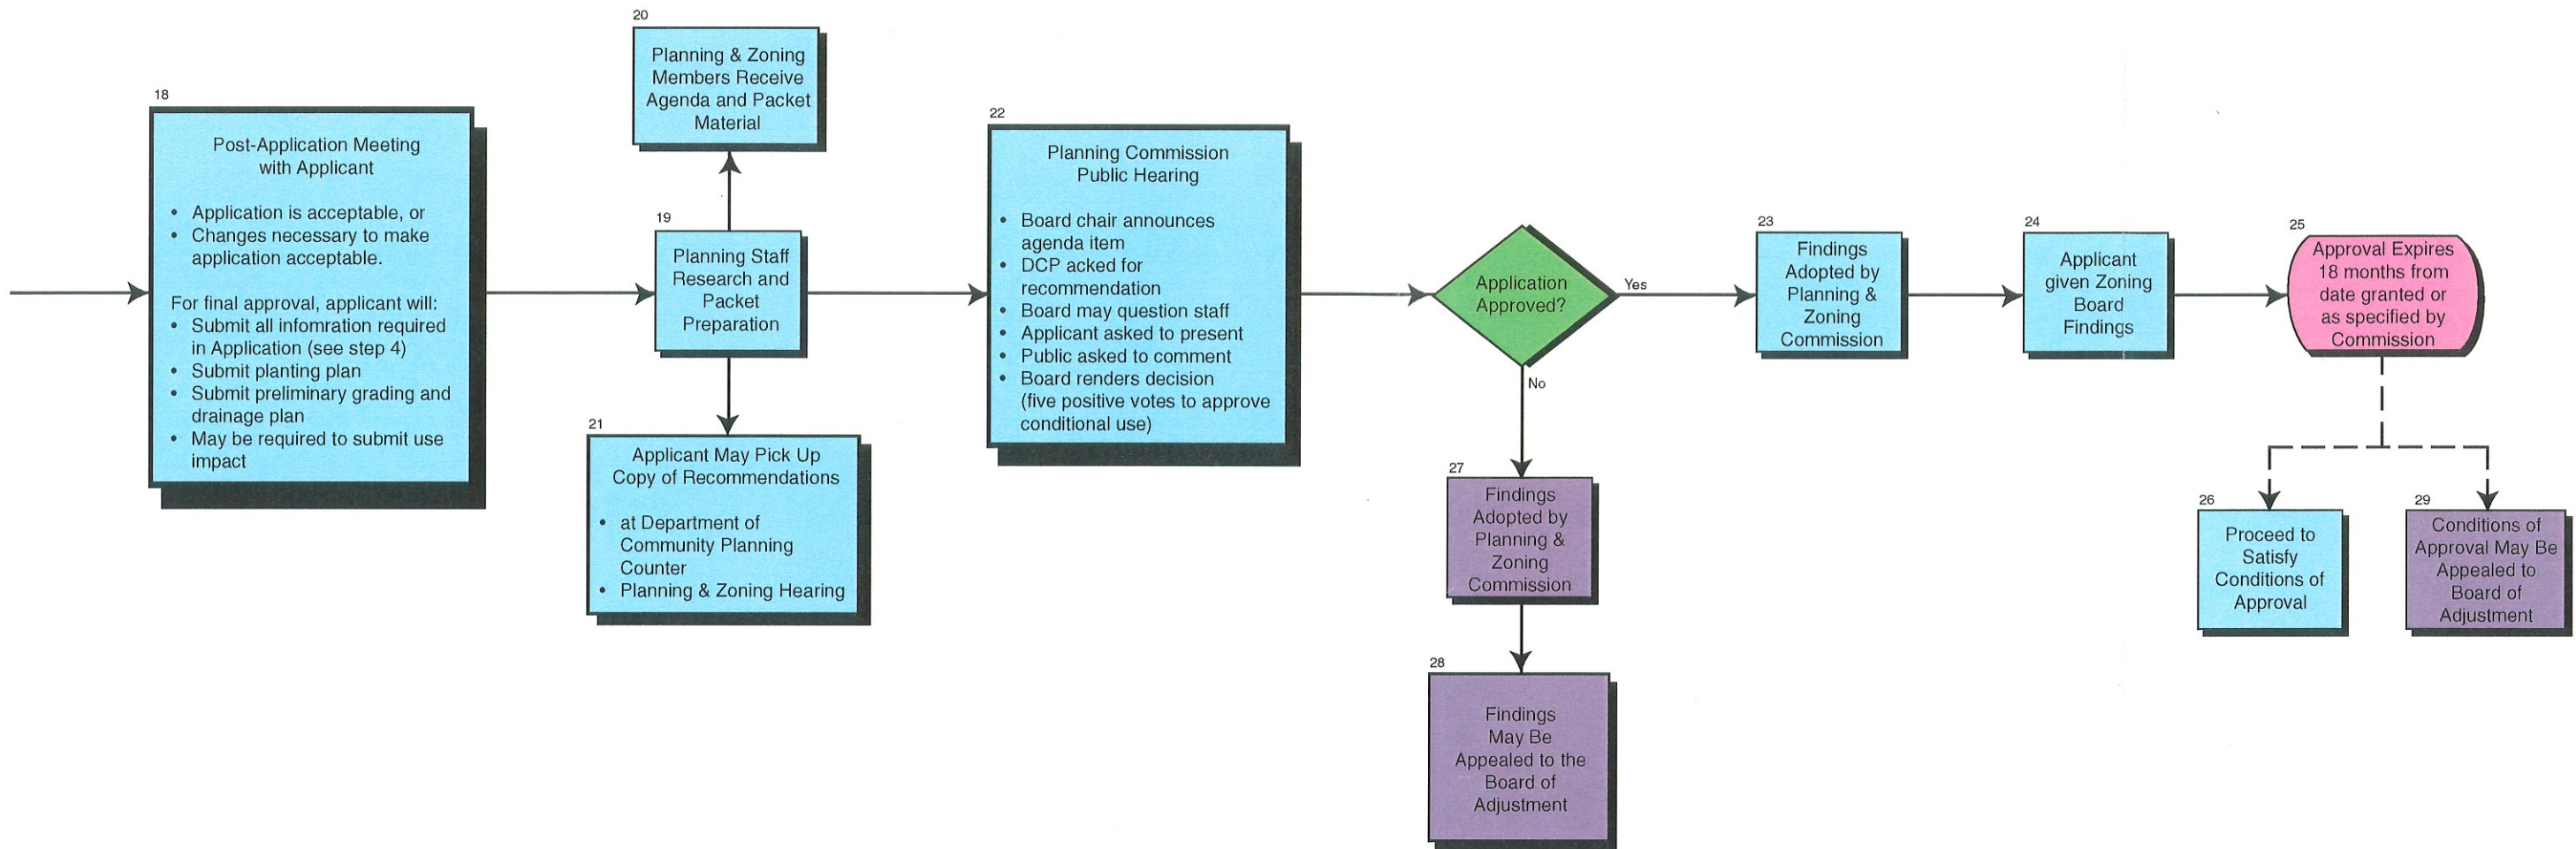 18
Post-Application Meeting
with Applicant
• Application is acceptable, or
• Changes necessary to make
application acceptable.
For final approval, applicant will:
• Submit all infomration required
in Application (see step 4)
• Submit planting plan
• Submit preliminary grading and
drainage plan
• May be required to submit use
impact
20
Planning & Zoning
Members Receive
Agenda and Packet
Material
19
Planning Staff
Research and
Packet
Preparation
21
Applicant May Pick Up
Copy of Recommendations
• at Department of
Community Planning
Counter
• Planning & Zoning Hearing
22
Planning Commission
Public Hearing
• Board chair announces
agenda item
• DCP acked for
recommendation
• Board may question staff
• Applicant asked to present
• Public asked to comment
• Board renders decision
(five positive votes to approve
conditional use)
Application
Approved?
Yes
No
23
Findings
Adopted by
Planning &
Zoning
Commission
24
Applicant
given Zoning
Board
Findings
25
Approval Expires
18 months from
date granted or
as specified by
Commission
26
Proceed to
Satisfy
Conditions of
Approval
29
Conditions of
Approval May Be
Appealed to
Board of
Adjustment
27
Findings
Adopted by
Planning &
Zoning
Commission
28
Findings
May Be
Appealed to the
Board of
Adjustment